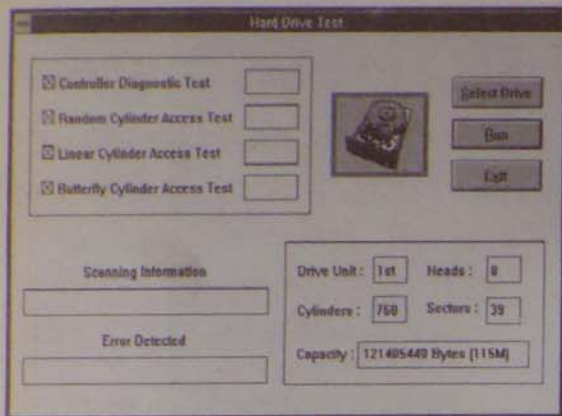 Hard Drive Test
Controller Diagnostic Test
Random Cylinder Access Test
Linear Cylinder Access Test
Butterfly Cylinder Access Test
Select Drive
Run
Exit
Scanning Information
Error Detected
Drive Unit : 1st Heads : 8
Cylinders : 760 Sectors : 39
Capacity : 121405440 Bytes (115M)